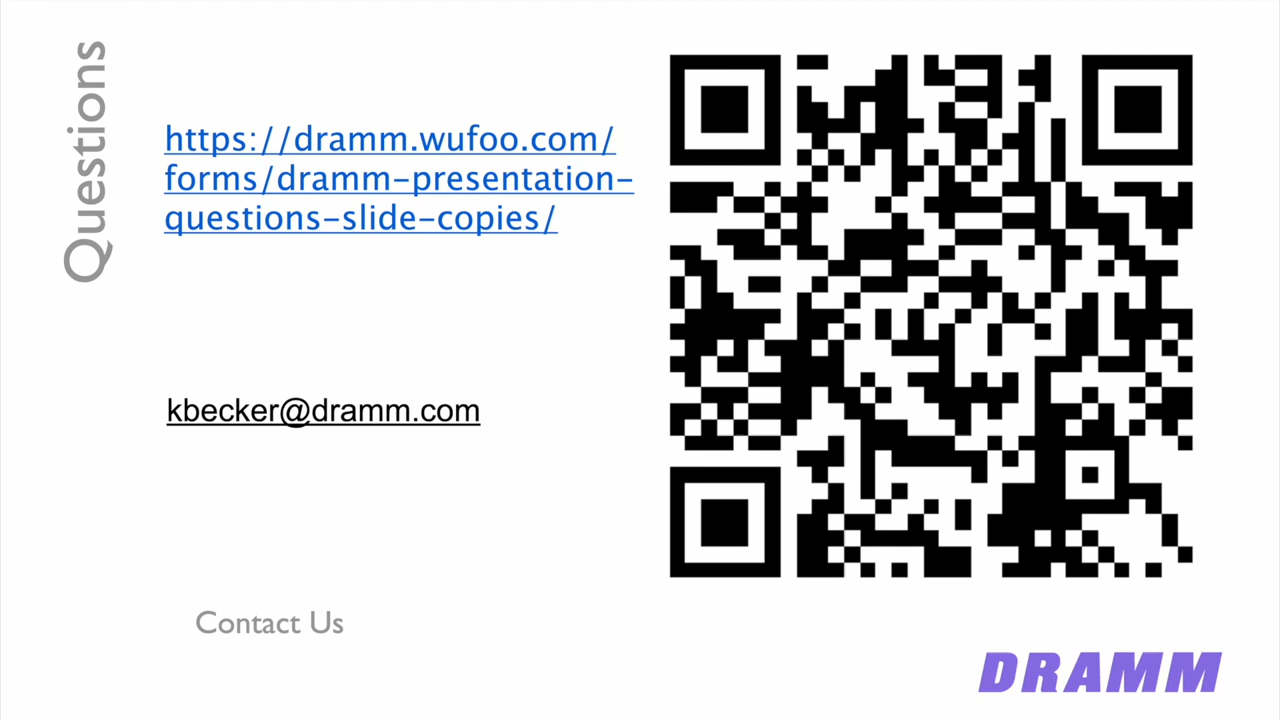 Questions
https://dramm.wufoo.com/
forms/dramm-presentation-
questions-slide-copies/
kbecker@dramm.com
Contact Us
DRAMM